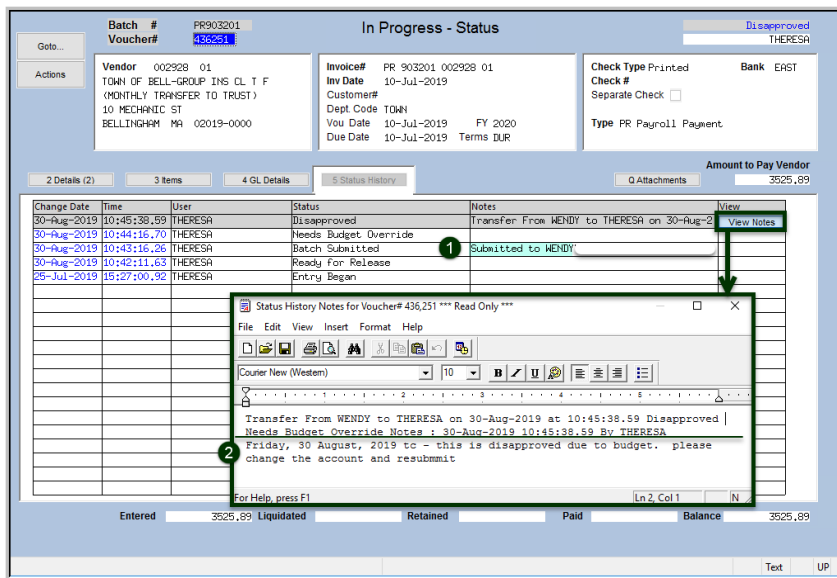 Batch # PR903201 In Progress - Status Disapproved
Goto... Voucher# 436251 THERESA
Actions
Vendor 002928 01
TOWN OF BELL-GROUP INS CL T F
(MONTHLY TRANSFER TO TRUST)
10 MECHANIC ST
BELLINGHAM MA 02019-0000
Invoice# PR 903201 002928 01
Inv Date 10-Jul-2019
Customer#
Dept. Code TOWN
Vou Date 10-Jul-2019 FY 2020
Due Date 10-Jul-2019 Terms DUR
Check Type Printed Bank EAST
Check #
Separate Check
Type PR Payroll Payment
Amount to Pay Vendor
2 Details (2) 3 Items 4 GL Details 5 Status History Q Attachments 3525.89
Change Date Time User Status Notes View
30-Aug-2019 10:45:38.59 THERESA Disapproved Transfer From WENDY to THERESA on 30-Aug-2 View Notes
30-Aug-2019 10:44:16.70 THERESA Needs Budget Override
30-Aug-2019 10:43:16.26 THERESA Batch Submitted 1 Submitted to WENDY
30-Aug-2019 10:42:11.63 THERESA Ready for Release
25-Jul-2019 15:27:00.92 THERESA Entry Began
Status History Notes for Voucher# 436,251 *** Read Only ***
File Edit View Insert Format Help
Courier New (Western) 10 B I U
1 2 3 4 5
Transfer From WENDY to THERESA on 30-Aug-2019 at 10:45:38.59 Disapproved
Needs Budget Override Notes : 30-Aug-2019 10:45:38.59 By THERESA
2 Friday, 30 August, 2019 tc - this is disapproved due to budget. please
change the account and resubmmit
For Help, press F1 Ln 2, Col 1 N
Entered 3525.89 Liquidated Retained Paid Balance 3525.89
Text UP